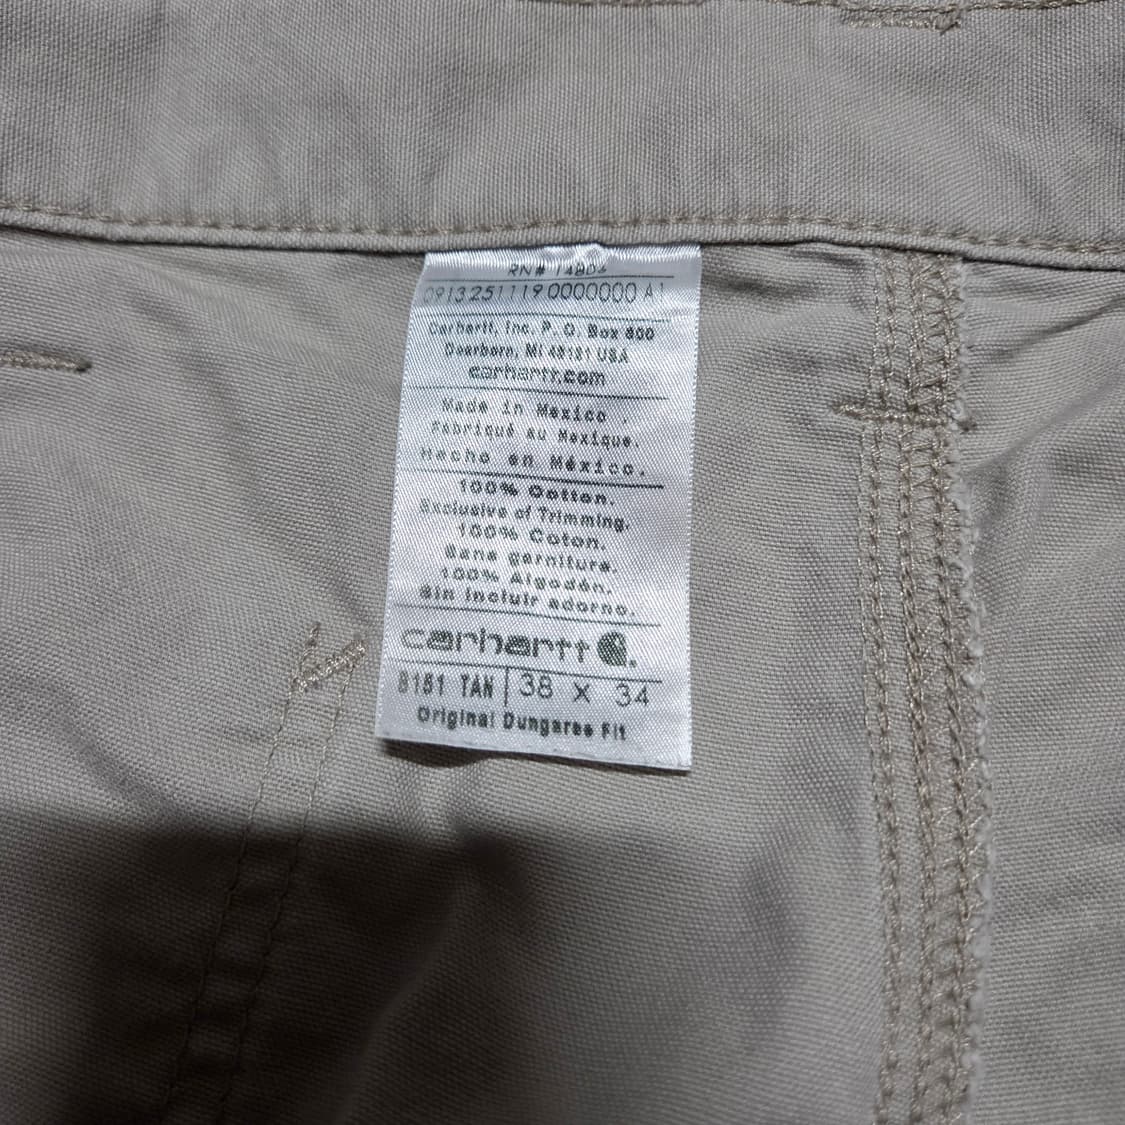 RN# 14806
0913251119 0000000 A1
Carhartt, Inc. P.O. Box 600
Dearborn, MI 48121 USA
carhartt.com
Made in Mexico.
Fabriqué au Mexique.
Hecho en México.
100% Cotton.
Exclusive of Trimming.
100% Coton.
Sans garniture.
100% Algodón.
Sin incluir adorno.
carhartt
B151 TAN 38 X 34
Original Dungaree Fit